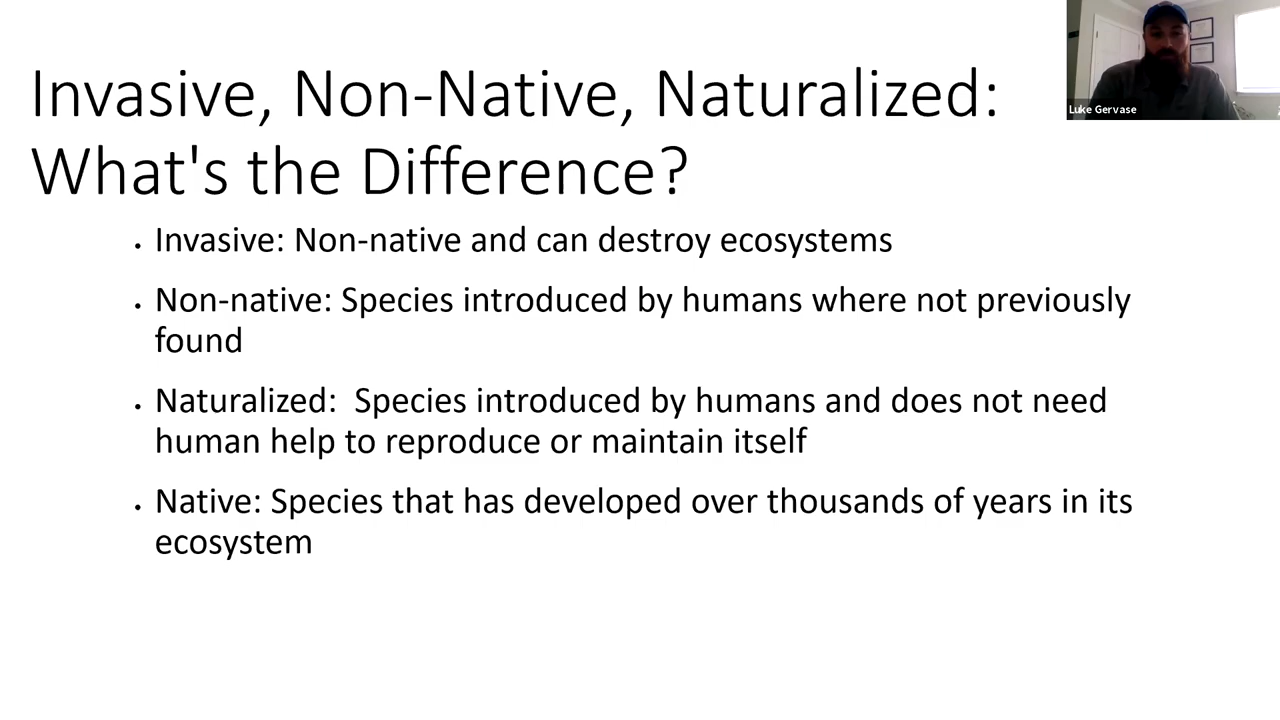 Invasive, Non-Native, Naturalized:
What's the Difference?
Luke Gervase
• Invasive: Non-native and can destroy ecosystems
• Non-native: Species introduced by humans where not previously
found
• Naturalized:  Species introduced by humans and does not need
human help to reproduce or maintain itself
• Native: Species that has developed over thousands of years in its
ecosystem